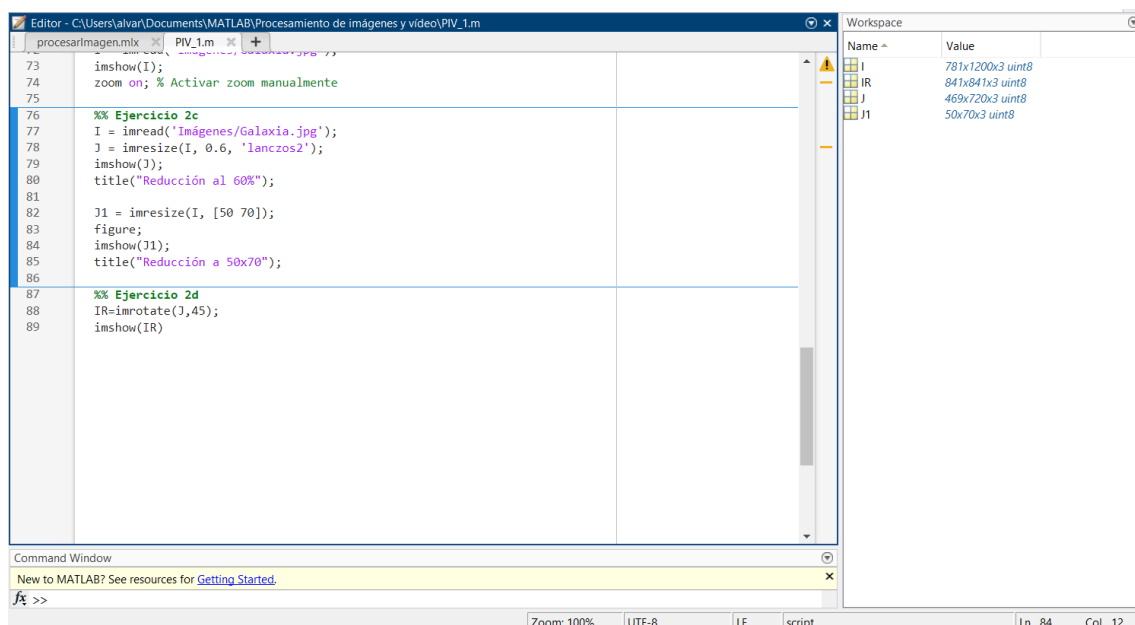 Editor - C:\Users\alvar\Documents\MATLAB\Procesamiento de imágenes y vídeo\PIV_1.m
procesarImagen.mlx PIV_1.m
73 imshow(I);
74 zoom on; % Activar zoom manualmente
75
76 %% Ejercicio 2c
77 I = imread('Imágenes/Galaxia.jpg');
78 J = imresize(I, 0.6, 'lanczos2');
79 imshow(J);
80 title("Reducción al 60%");
81
82 J1 = imresize(I, [50 70]);
83 figure;
84 imshow(J1);
85 title("Reducción a 50x70");
86
87 %% Ejercicio 2d
88 IR=imrotate(J,45);
89 imshow(IR)
Command Window
New to MATLAB? See resources for Getting Started.
fx >>
Workspace
Name Value
I 781x1200x3 uint8
IR 841x841x3 uint8
J 469x720x3 uint8
J1 50x70x3 uint8
Zoom: 100% UTF-8 LF script Ln 84 Col 12